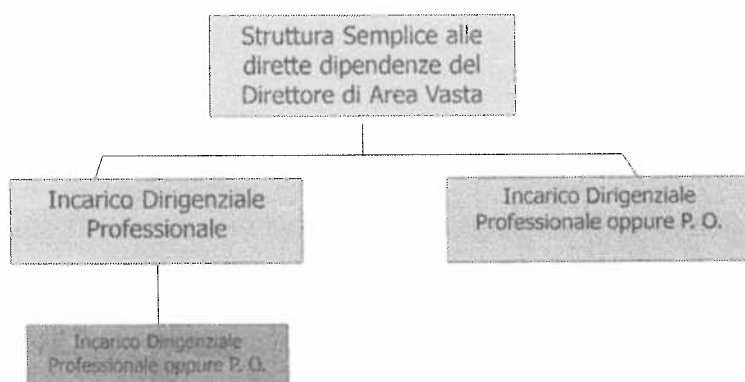 Struttura Semplice alle
dirette dipendenze del
Direttore di Area Vasta
Incarico Dirigenziale
Professionale
Incarico Dirigenziale
Professionale oppure P. O.
Incarico Dirigenziale
Professionale oppure P. O.